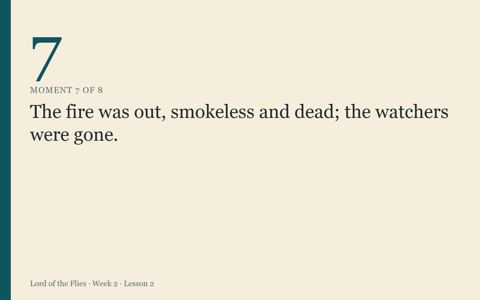 7
MOMENT 7 OF 8
The fire was out, smokeless and dead; the watchers
were gone.
Lord of the Flies · Week 2 · Lesson 2